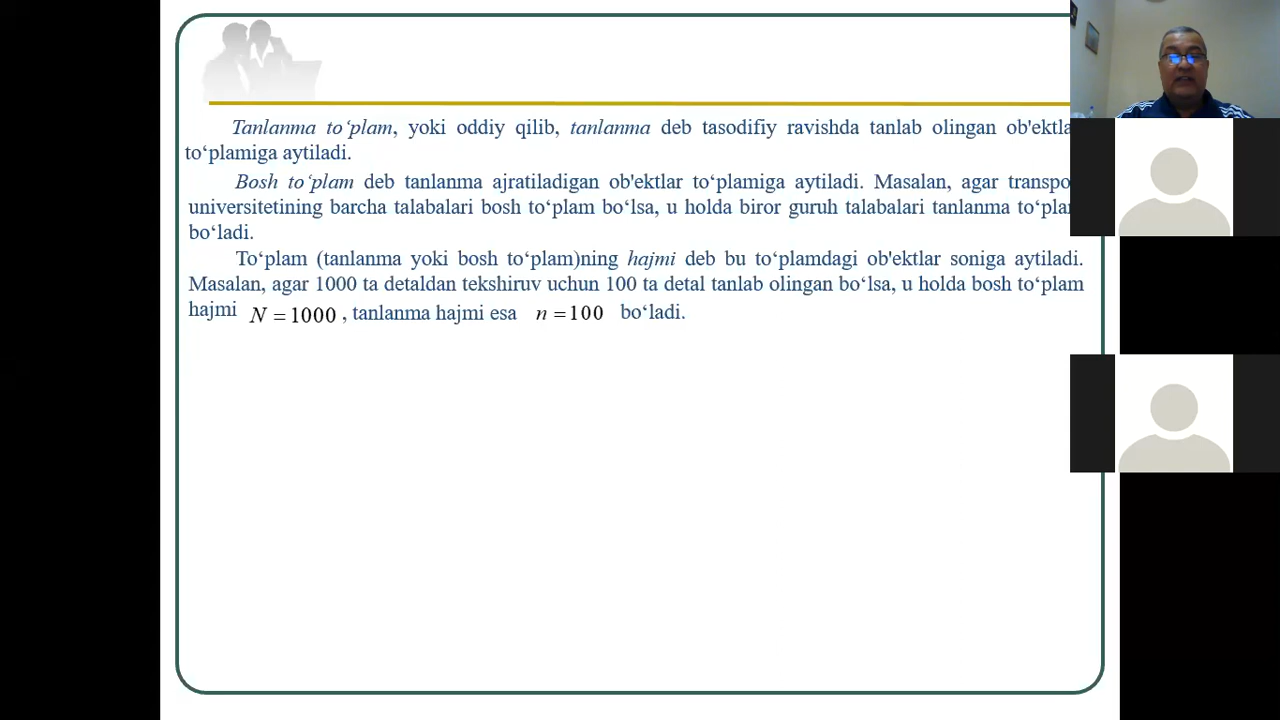 Tanlanma to‘plam, yoki oddiy qilib, tanlanma deb tasodifiy ravishda tanlab olingan ob'ektla
to‘plamiga aytiladi.
Bosh to‘plam deb tanlanma ajratiladigan ob'ektlar to‘plamiga aytiladi. Masalan, agar transpo
universitetining barcha talabalari bosh to‘plam bo‘lsa, u holda biror guruh talabalari tanlanma to‘plam
bo‘ladi.
To‘plam (tanlanma yoki bosh to‘plam)ning hajmi deb bu to‘plamdagi ob'ektlar soniga aytiladi.
Masalan, agar 1000 ta detaldan tekshiruv uchun 100 ta detal tanlab olingan bo‘lsa, u holda bosh to‘plam
hajmi N = 1000 , tanlanma hajmi esa n = 100 bo‘ladi.